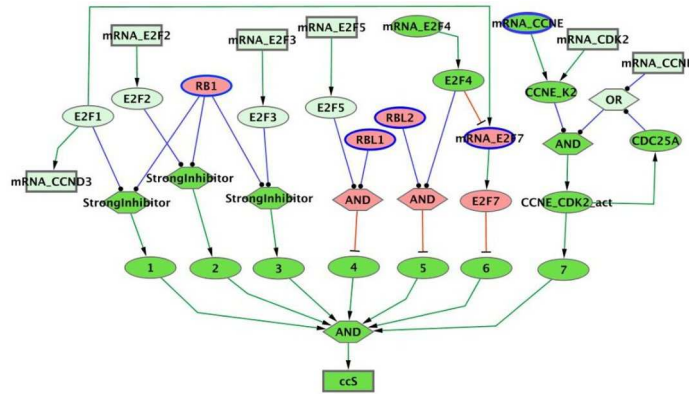 mRNA_E2F2
mRNA_E2F3
mRNA_E2F5
mRNA_E2F4
mRNA_CCNE
mRNA_CDK2
mRNA_CCNE
E2F1
E2F2
RB1
E2F3
E2F5
E2F4
CCNE_K2
OR
RBL2
RBL1
mRNA_E2F7
AND
CDC25A
mRNA_CCND3
StrongInhibitor
StrongInhibitor
StrongInhibitor
AND
AND
E2F7
CCNE_CDK2_act
1
2
3
4
5
6
7
AND
ccS